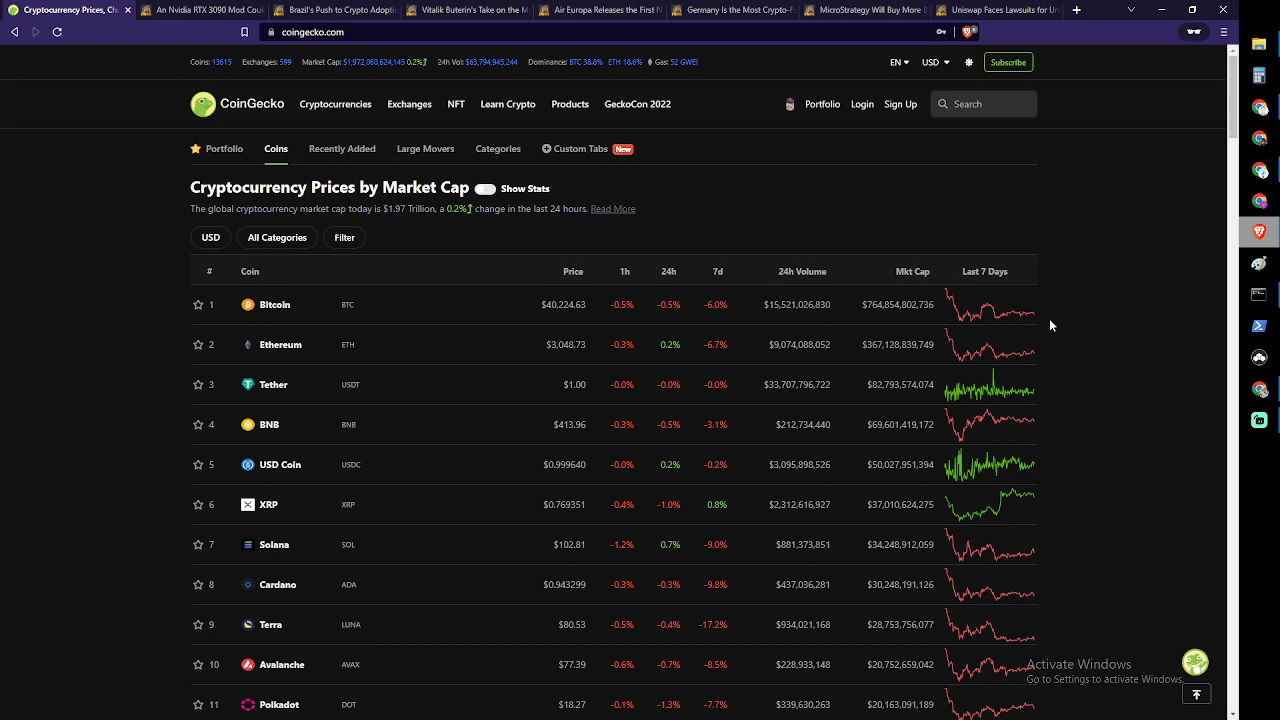 Cryptocurrency Prices, Ch
An Nvidia RTX 3090 Mod Cou
Brazil's Push to Crypto Adopti
Vitalik Buterin's Take on the M
Air Europa Releases the First N
Germany Is the Most Crypto-F
MicroStrategy Will Buy More B
Uniswap Faces Lawsuits for Un
coingecko.com
Coins: 13615 Exchanges: 599 Market Cap: $1,972,060,624,145 0.2% 24h Vol: $63,794,945,244 Dominance: BTC 38.8% ETH 18.6% Gas: 52 GWEI
EN USD Subscribe
CoinGecko Cryptocurrencies Exchanges NFT Learn Crypto Products GeckoCon 2022 Portfolio Login Sign Up Search
Portfolio Coins Recently Added Large Movers Categories Custom Tabs New
Cryptocurrency Prices by Market Cap Show Stats
The global cryptocurrency market cap today is $1.97 Trillion, a 0.2% change in the last 24 hours. Read More
USD All Categories Filter
# Coin Price 1h 24h 7d 24h Volume Mkt Cap Last 7 Days
1 Bitcoin BTC $40,224.63 -0.5% -0.5% -6.0% $15,521,026,830 $764,854,802,736
2 Ethereum ETH $3,048.73 -0.3% 0.2% -6.7% $9,074,088,052 $367,128,839,749
3 Tether USDT $1.00 -0.0% -0.0% -0.0% $33,707,796,722 $82,793,574,074
4 BNB BNB $413.96 -0.3% -0.5% -3.1% $212,734,440 $69,601,419,172
5 USD Coin USDC $0.999640 -0.0% 0.2% -0.2% $3,095,898,526 $50,027,951,394
6 XRP XRP $0.769351 -0.4% -1.0% 0.8% $2,312,616,927 $37,010,624,275
7 Solana SOL $102.81 -1.2% 0.7% -9.0% $881,373,851 $34,248,912,059
8 Cardano ADA $0.943299 -0.3% -0.3% -9.8% $437,036,281 $30,248,191,126
9 Terra LUNA $80.53 -0.5% -0.4% -17.2% $934,021,168 $28,753,756,077
10 Avalanche AVAX $77.39 -0.6% -0.7% -8.5% $228,933,148 $20,752,659,042
Activate Windows
Go to Settings to activate Windows.
11 Polkadot DOT $18.27 -0.1% -1.3% -7.7% $339,630,263 $20,163,091,189